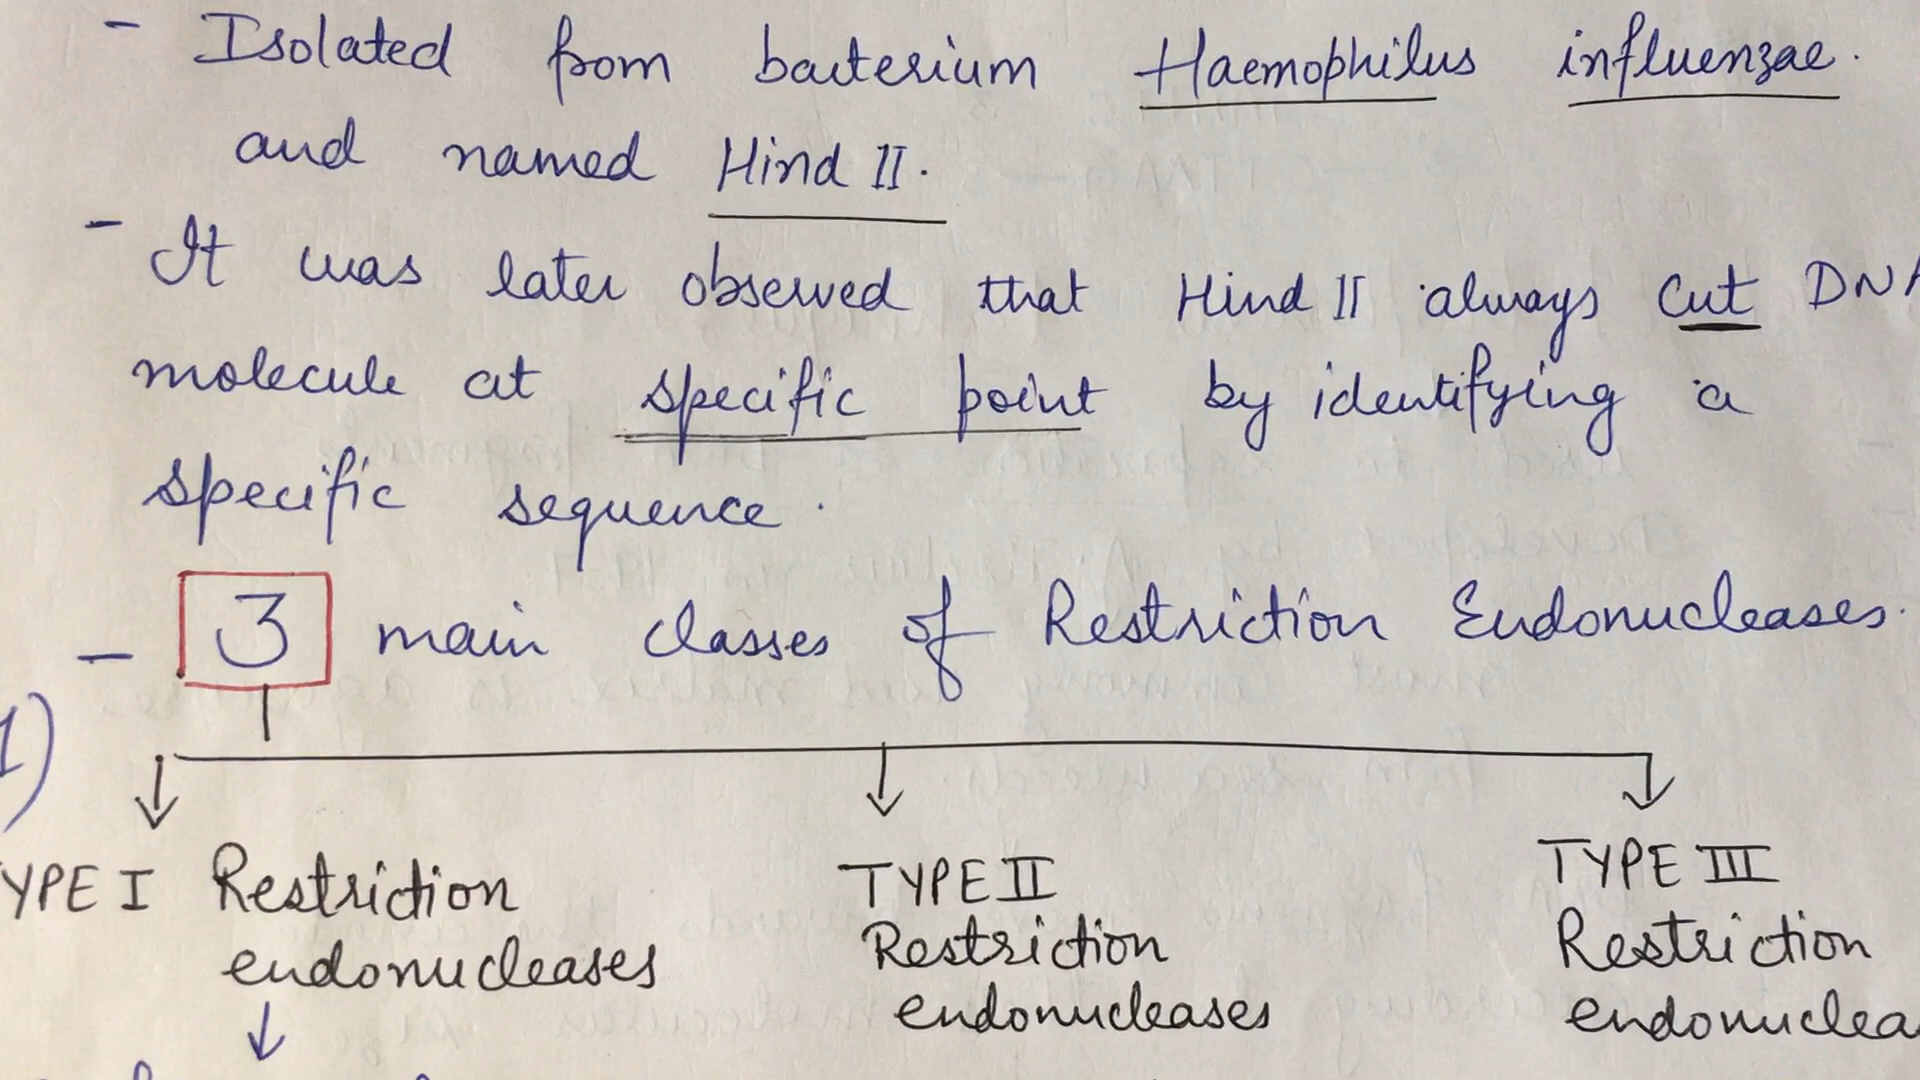 - Isolated from bacterium Haemophilus influenzae.
and named Hind II.
- It was later observed that Hind II always cut DNA
molecule at specific point by identifying a
specific sequence.
- 3 main classes of Restriction Endonucleases.
1)
YPE I Restriction
endonucleases
TYPE II
Restriction
endonucleases
TYPE III
Restriction
endonuclea